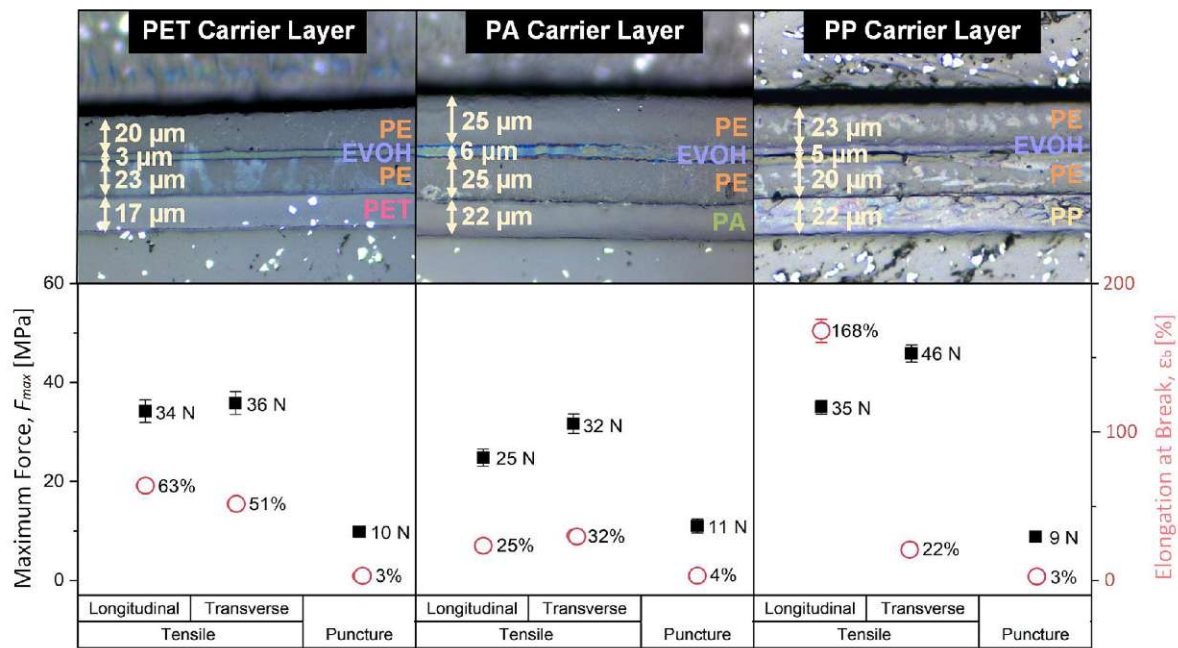 PET Carrier Layer
PA Carrier Layer
PP Carrier Layer
20 µm
PE
3 µm
EVOH
23 µm
PE
17 µm
PET
25 µm
PE
6 µm
EVOH
25 µm
PE
22 µm
PA
23 µm
PE
5 µm
EVOH
20 µm
PE
22 µm
PP
Maximum Force, Fmax [MPa]
60
40
20
0
34 N
36 N
63%
51%
10 N
3%
25 N
32 N
25%
32%
11 N
4%
168%
35 N
46 N
22%
9 N
3%
200
100
0
Elongation at Break, εb [%]
Longitudinal
Transverse
Tensile
Puncture
Longitudinal
Transverse
Tensile
Puncture
Longitudinal
Transverse
Tensile
Puncture